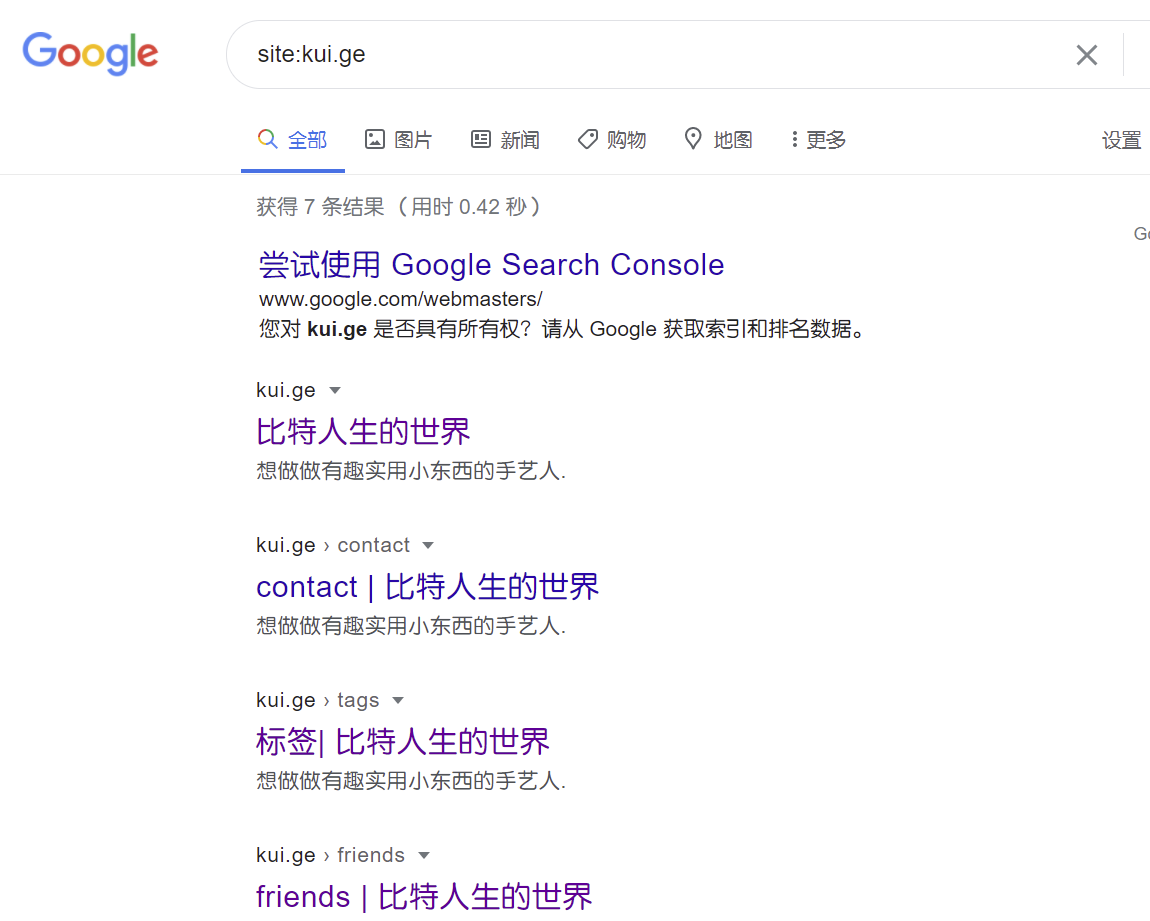 Google
site:kui.ge
全部 图片 新闻 购物 地图 更多 设置
获得 7 条结果 （用时 0.42 秒）
Go
尝试使用 Google Search Console
www.google.com/webmasters/
您对 kui.ge 是否具有所有权？请从 Google 获取索引和排名数据。
kui.ge
比特人生的世界
想做做有趣实用小东西的手艺人.
kui.ge › contact
contact | 比特人生的世界
想做做有趣实用小东西的手艺人.
kui.ge › tags
标签| 比特人生的世界
想做做有趣实用小东西的手艺人.
kui.ge › friends
friends | 比特人生的世界